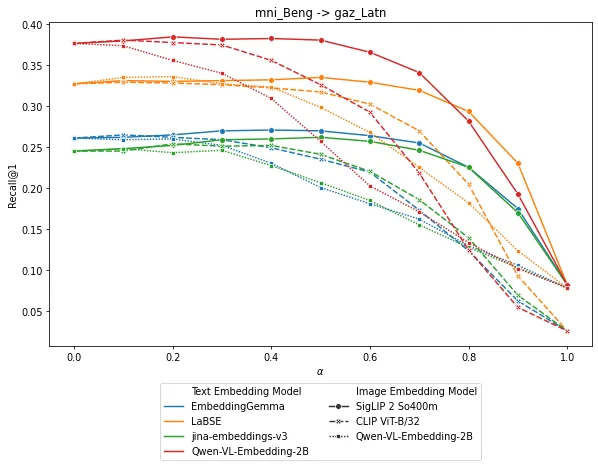 mni_Beng -> gaz_Latn
Recall@1
0.40
0.35
0.30
0.25
0.20
0.15
0.10
0.05
0.0 0.2 0.4 0.6 0.8 1.0
α
Text Embedding Model
EmbeddingGemma
LaBSE
jina-embeddings-v3
Qwen-VL-Embedding-2B
Image Embedding Model
SigLIP 2 So400m
CLIP ViT-B/32
Qwen-VL-Embedding-2B